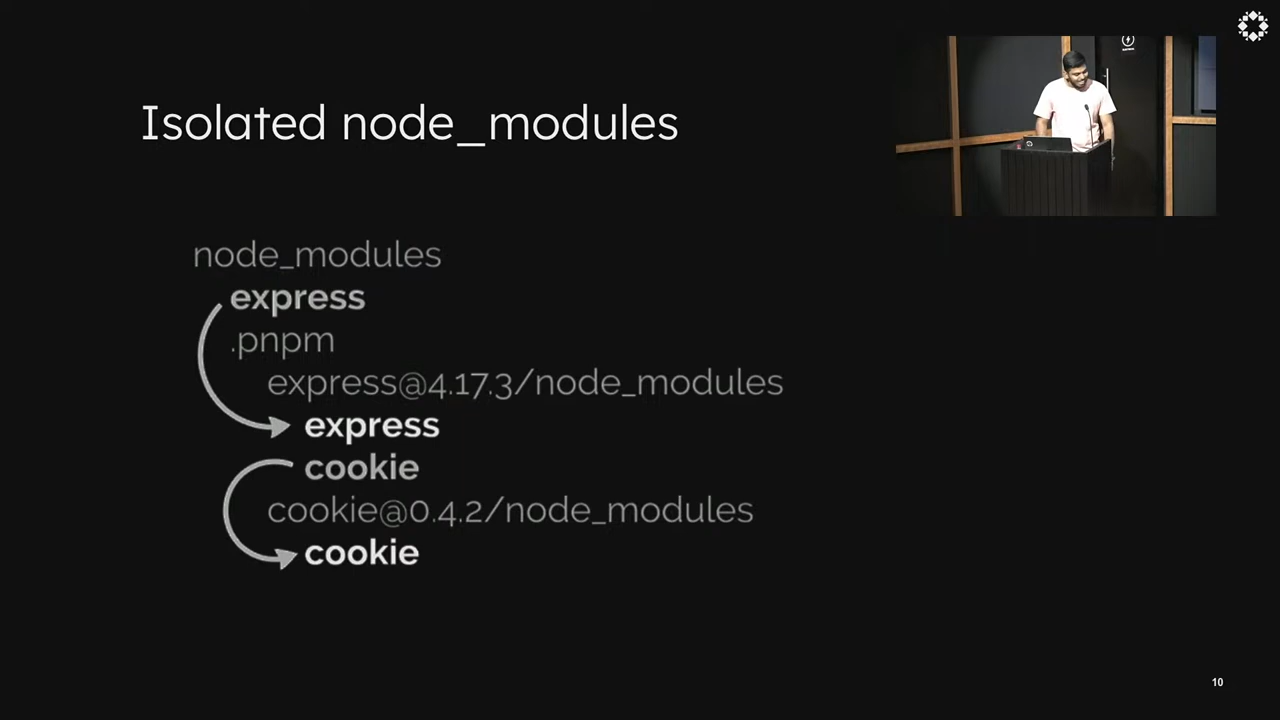 Isolated node_modules
node_modules
express
.pnpm
express@4.17.3/node_modules
express
cookie
cookie@0.4.2/node_modules
cookie
10